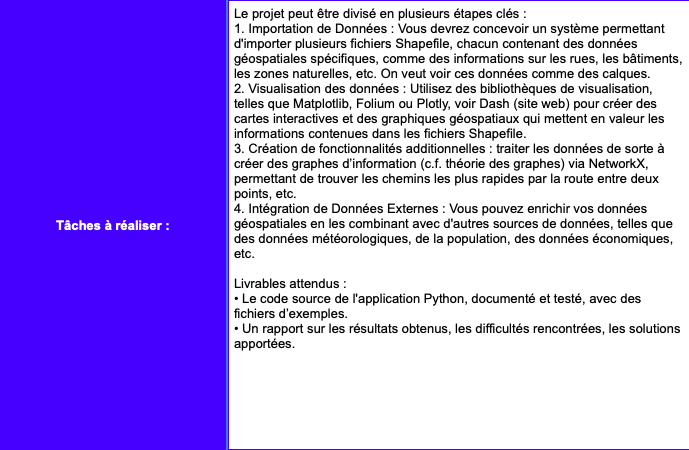 Tâches à réaliser :
Le projet peut être divisé en plusieurs étapes clés :
1. Importation de Données : Vous devrez concevoir un système permettant
d'importer plusieurs fichiers Shapefile, chacun contenant des données
géospatiales spécifiques, comme des informations sur les rues, les bâtiments,
les zones naturelles, etc. On veut voir ces données comme des calques.
2. Visualisation des données : Utilisez des bibliothèques de visualisation,
telles que Matplotlib, Folium ou Plotly, voir Dash (site web) pour créer des
cartes interactives et des graphiques géospatiaux qui mettent en valeur les
informations contenues dans les fichiers Shapefile.
3. Création de fonctionnalités additionnelles : traiter les données de sorte à
créer des graphes d’information (c.f. théorie des graphes) via NetworkX,
permettant de trouver les chemins les plus rapides par la route entre deux
points, etc.
4. Intégration de Données Externes : Vous pouvez enrichir vos données
géospatiales en les combinant avec d'autres sources de données, telles que
des données météorologiques, de la population, des données économiques,
etc.
Livrables attendus :
• Le code source de l'application Python, documenté et testé, avec des
fichiers d’exemples.
• Un rapport sur les résultats obtenus, les difficultés rencontrées, les solutions
apportées.